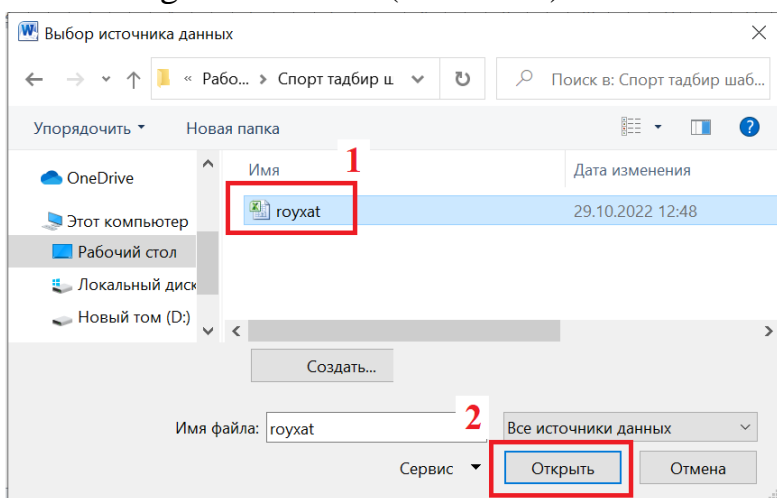 Выбор источника данных
« Рабо... > Спорт тадбир ш
Поиск в: Спорт тадбир шаб...
Упорядочить Новая папка
Имя 1 Дата изменения
OneDrive
royxat 29.10.2022 12:48
Этот компьютер
Рабочий стол
Локальный диск
Новый том (D:)
Создать...
Имя файла: royxat 2 Все источники данных
Сервис Открыть Отмена